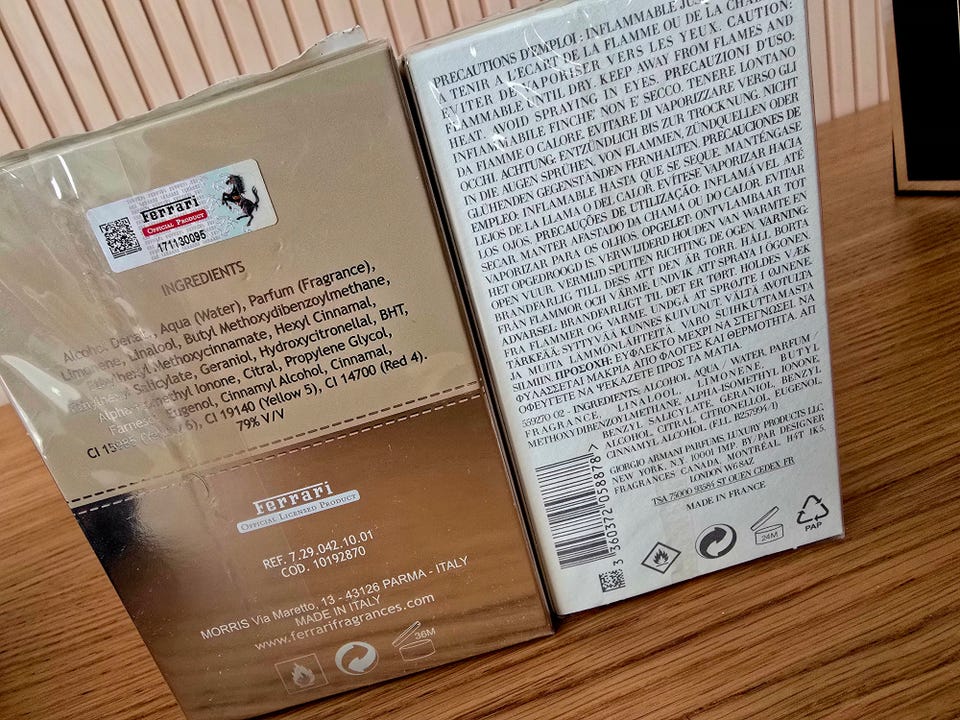 Ferrari
OFFICIAL PRODUCT
171130095
INGREDIENTS
Alcohol Denat., Aqua (Water), Parfum (Fragrance),
Limonene, Linalool, Butyl Methoxydibenzoylmethane,
Ethylhexyl Methoxycinnamate, Hexyl Cinnamal,
Salicylate, Geraniol, Hydroxycitronellal, BHT,
Ionone, Citral, Propylene Glycol,
Eugenol, Cinnamyl Alcohol, Cinnamal,
CI 15985 6), CI 19140 (Yellow 5), CI 14700 (Red 4).
79% V/V
Ferrari
OFFICIAL LICENSED PRODUCT
REF. 7.29.042.10.01
COD. 10192870
MORRIS Via Maretto, 13 - 43126 PARMA - ITALY
MADE IN ITALY
www.ferrarifragrances.com
36M
PRECAUTIONS D'EMPLOI : INFLAMMABLE
A TENIR A L'ECART DE LA FLAMME OU DE LA
EVITER DE VAPORISER VERS LES YEUX. CAUTION:
FLAMMABLE UNTIL DRY. KEEP AWAY FROM FLAMES AND
HEAT. AVOID SPRAYING IN EYES. PRECAUZIONI D'USO:
INFIAMMABILE FINCHE' NON E' SECCO. TENERE LONTANO
DA FIAMME O CALORE. EVITARE DI VAPORIZZARE VERSO GLI
OCCHI. ACHTUNG: ENTZÜNDLICH BIS ZUR TROCKNUNG. NICHT
IN DIE AUGEN SPRÜHEN, VON FLAMMEN, ZÜNDQUELLEN ODER
GLÜHENDEN GEGENSTÄNDEN FERNHALTEN. PRECAUCIONES DE
EMPLEO: INFLAMABLE HASTA QUE SE SEQUE. MANTÉNGASE
LEJOS DE LA LLAMA O DEL CALOR. EVÍTESE VAPORIZAR HACIA
LOS OJOS. PRECAUÇÕES DE UTILIZAÇÃO: INFLAMÁVEL ATÉ
SECAR. MANTER AFASTADO DA CHAMA OU DO CALOR. EVITAR
VAPORIZAR PARA OS OLHOS. OPGELET: ONTVLAMBAAR TOT
HET OPGEDROOGD IS. VERWIJDERD HOUDEN VAN WARMTE EN
OPEN VUUR. VERMIJD SPUITEN RICHTING DE OGEN. VARNING:
BRANDFARLIG TILL DESS ATT DEN ÄR TORR. HÅLL BORTA
FRÅN FLAMMOR OCH VÄRME. UNDVIK ATT SPRAYA I ÖGONEN.
ADVARSEL: BRANDFARLIGT TIL DET ER TØRT. HOLDES VÆK
FRA FLAMMER OG VARME. UNDGÅ AT SPRØJTE I ØJNENE.
TÄRKEÄÄ: SYTTYVÄÄ, KUNNES KUIVUNUT. VÄLTÄ AVOTULTA
JA MUITA LÄMMÖNLÄHTEITÄ. VARO SUIHKUTTAMASTA
SILMIIN. ΠΡΟΣΟΧΗ: ΕΥΦΛΕΚΤΟ ΜΕΧΡΙ ΝΑ ΣΤΕΓΝΩΣΕΙ. ΝΑ
ΦΥΛΑΣΣΕΤΑΙ ΜΑΚΡΙΑ ΑΠΟ ΦΛΟΓΕΣ ΚΑΙ ΘΕΡΜΟΤΗΤΑ. ΑΠ
ΟΦΕΥΓΕΤΕ ΝΑ ΨΕΚΑΖΕΤΕ ΠΡΟΣ ΤΑ ΜΑΤΙΑ.
559270 02 - INGREDIENTS: ALCOHOL, AQUA / WATER, PARFUM /
FRAGRANCE, LINALOOL, LIMONENE, BUTYL
METHOXYDIBENZOYLMETHANE, ALPHA-ISOMETHYL IONONE,
BENZYL SALICYLATE, GERANIOL, BENZYL
ALCOHOL, CITRAL, CITRONELLOL, EUGENOL,
CINNAMYL ALCOHOL. (F.I.L. B257994/1)
GIORGIO ARMANI PARFUMS, LUXURY PRODUCTS LLC,
NEW YORK, N.Y. 10001 IMP. BY PAR DESIGNER
FRAGRANCES CANADA, MONTRÉAL, H4T 1K5.
LONDON W6 8AZ
TSA 75000 93584 ST OUEN CEDEX FR
MADE IN FRANCE
3 360372 058878 >
24M
PAP